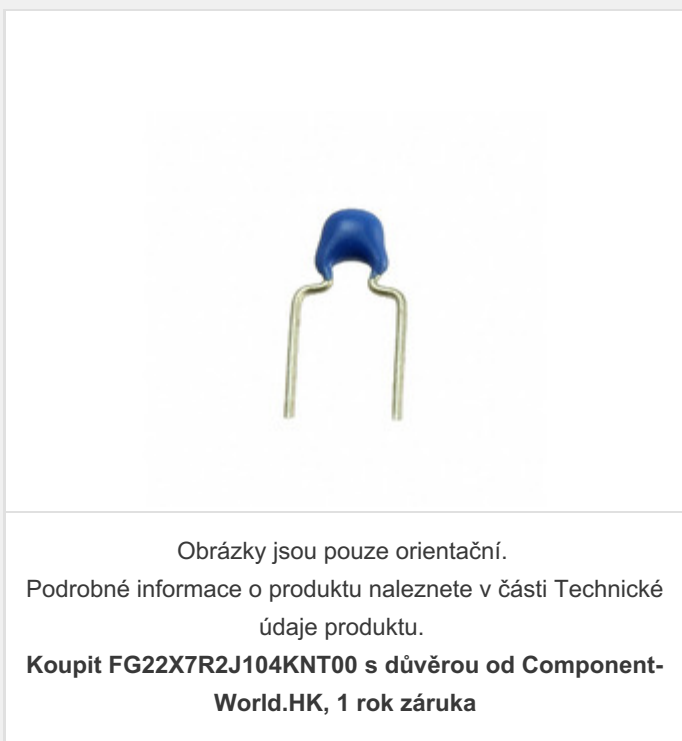 Obrázky jsou pouze orientační.
Podrobné informace o produktu naleznete v části Technické
údaje produktu.
Koupit FG22X7R2J104KNT00 s důvěrou od Component-
World.HK, 1 rok záruka